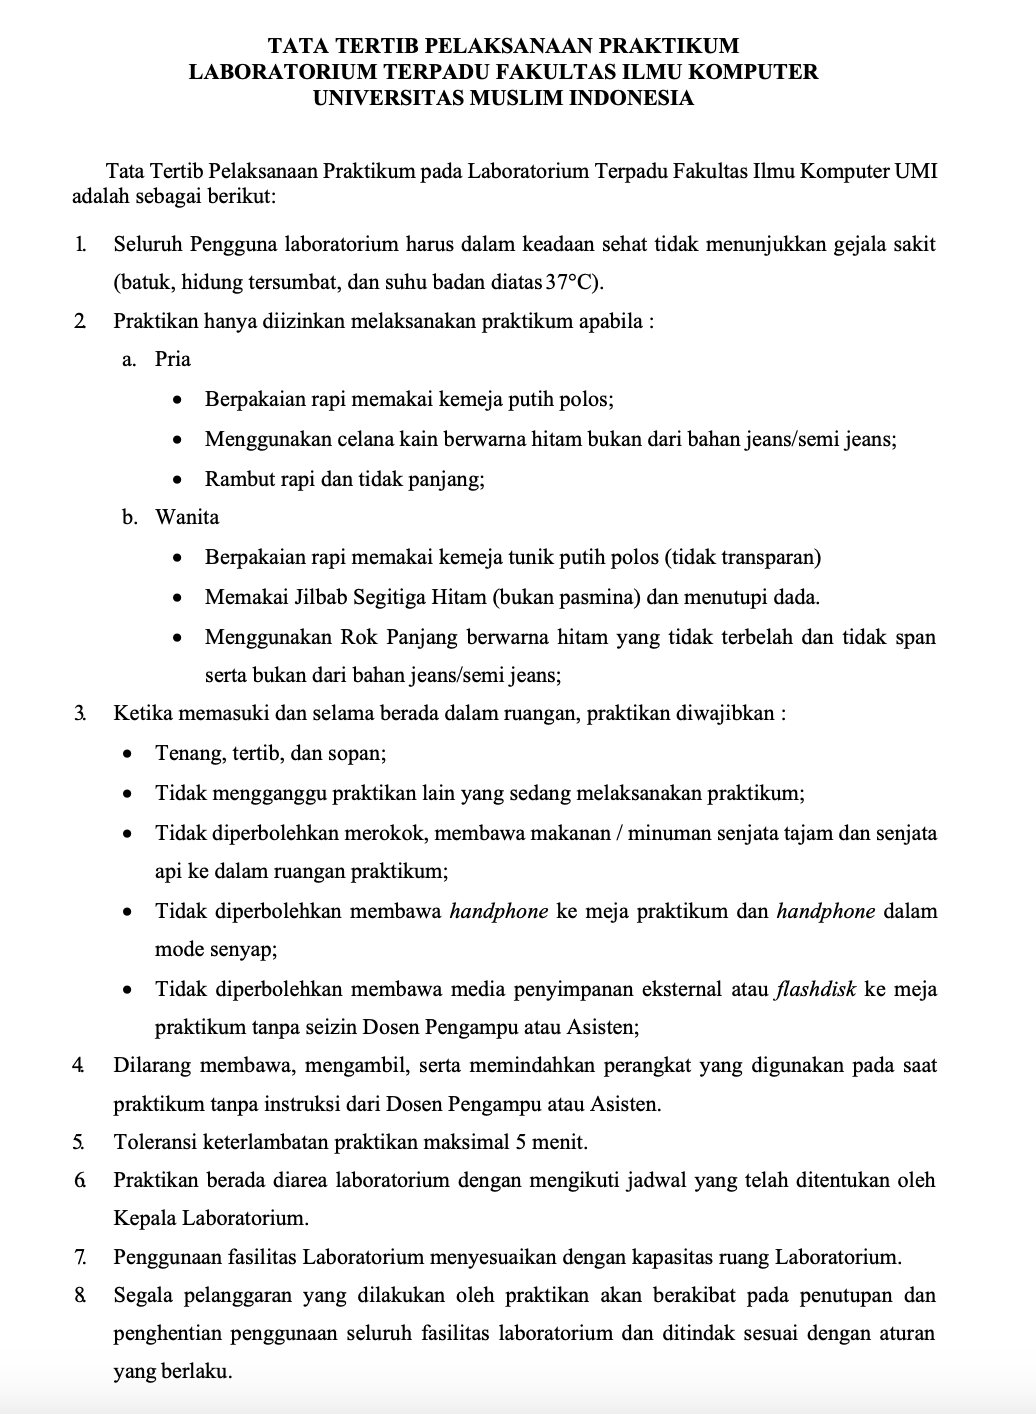 TATA TERTIB PELAKSANAAN PRAKTIKUM
LABORATORIUM TERPADU FAKULTAS ILMU KOMPUTER
UNIVERSITAS MUSLIM INDONESIA
Tata Tertib Pelaksanaan Praktikum pada Laboratorium Terpadu Fakultas Ilmu Komputer UMI
adalah sebagai berikut:
1. Seluruh Pengguna laboratorium harus dalam keadaan sehat tidak menunjukkan gejala sakit
(batuk, hidung tersumbat, dan suhu badan diatas 37°C).
2. Praktikan hanya diizinkan melaksanakan praktikum apabila :
a. Pria
• Berpakaian rapi memakai kemeja putih polos;
• Menggunakan celana kain berwarna hitam bukan dari bahan jeans/semi jeans;
• Rambut rapi dan tidak panjang;
b. Wanita
• Berpakaian rapi memakai kemeja tunik putih polos (tidak transparan)
• Memakai Jilbab Segitiga Hitam (bukan pasmina) dan menutupi dada.
• Menggunakan Rok Panjang berwarna hitam yang tidak terbelah dan tidak span
serta bukan dari bahan jeans/semi jeans;
3. Ketika memasuki dan selama berada dalam ruangan, praktikan diwajibkan :
• Tenang, tertib, dan sopan;
• Tidak mengganggu praktikan lain yang sedang melaksanakan praktikum;
• Tidak diperbolehkan merokok, membawa makanan / minuman senjata tajam dan senjata
api ke dalam ruangan praktikum;
• Tidak diperbolehkan membawa handphone ke meja praktikum dan handphone dalam
mode senyap;
• Tidak diperbolehkan membawa media penyimpanan eksternal atau flashdisk ke meja
praktikum tanpa seizin Dosen Pengampu atau Asisten;
4. Dilarang membawa, mengambil, serta memindahkan perangkat yang digunakan pada saat
praktikum tanpa instruksi dari Dosen Pengampu atau Asisten.
5. Toleransi keterlambatan praktikan maksimal 5 menit.
6. Praktikan berada diarea laboratorium dengan mengikuti jadwal yang telah ditentukan oleh
Kepala Laboratorium.
7. Penggunaan fasilitas Laboratorium menyesuaikan dengan kapasitas ruang Laboratorium.
8. Segala pelanggaran yang dilakukan oleh praktikan akan berakibat pada penutupan dan
penghentian penggunaan seluruh fasilitas laboratorium dan ditindak sesuai dengan aturan
yang berlaku.